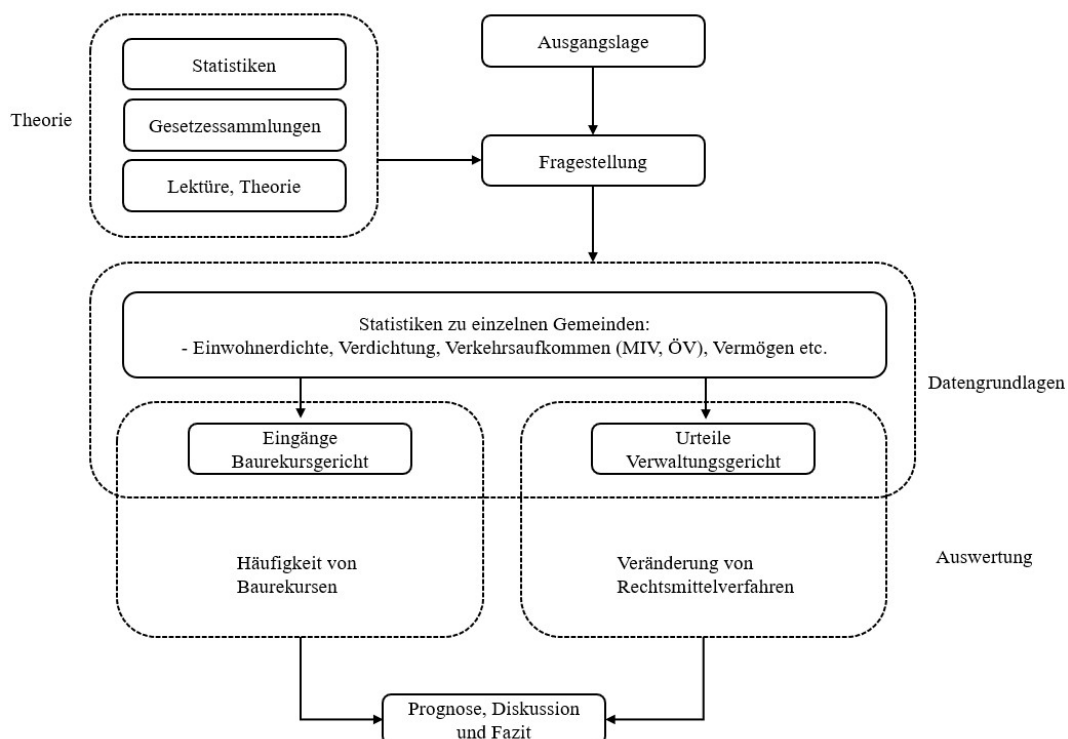 Ausgangslage
Theorie
Statistiken
Gesetzessammlungen
Lektüre, Theorie
Fragestellung
Statistiken zu einzelnen Gemeinden:
- Einwohnerdichte, Verdichtung, Verkehrsaufkommen (MIV, ÖV), Vermögen etc.
Datengrundlagen
Eingänge
Baurekursgericht
Urteile
Verwaltungsgericht
Häufigkeit von
Baurekursen
Veränderung von
Rechtsmittelverfahren
Auswertung
Prognose, Diskussion
und Fazit